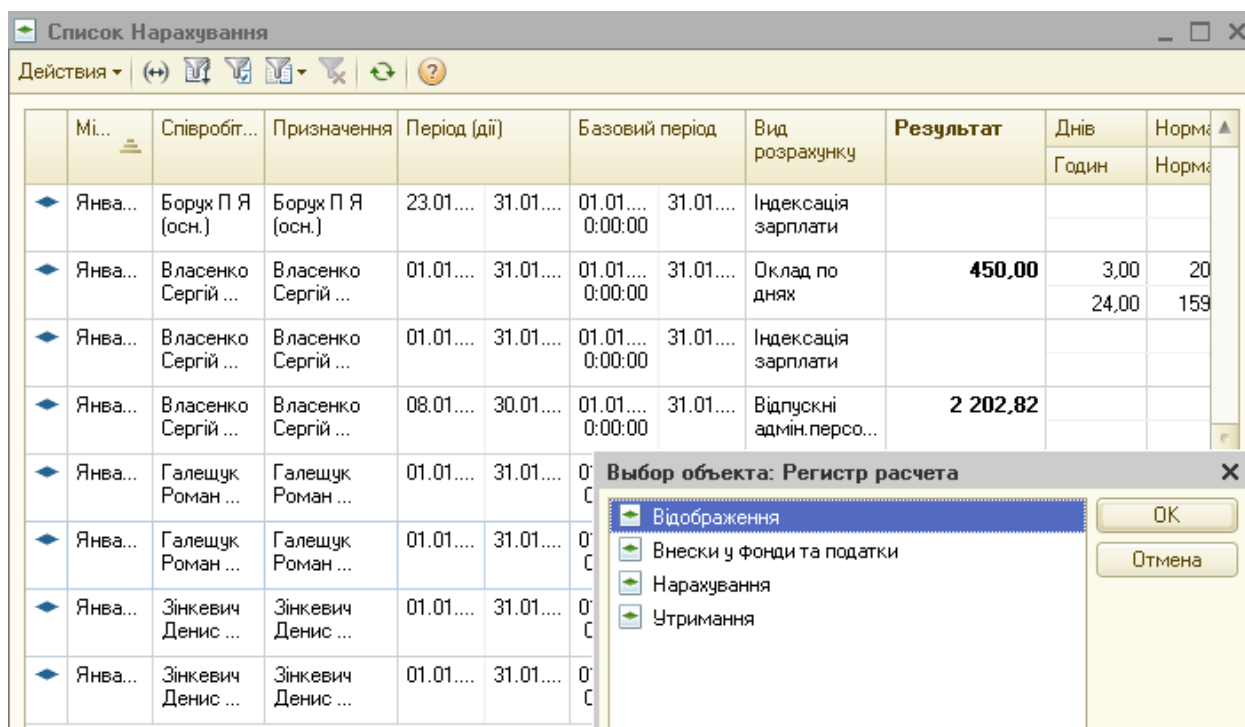 Список Нарахування
Действия
Мі... Співробіт... Призначення Період (дії) Базовий період Вид розрахунку Результат Днів Норма
Годин Норма
Янва... Борух П Я (осн.) Борух П Я (осн.) 23.01.... 31.01.... 01.01.... 0:00:00 31.01.... Індексація зарплати
Янва... Власенко Сергій ... Власенко Сергій ... 01.01.... 31.01.... 01.01.... 0:00:00 31.01.... Оклад по днях 450,00 3,00 20
24,00 159
Янва... Власенко Сергій ... Власенко Сергій ... 01.01.... 31.01.... 01.01.... 0:00:00 31.01.... Індексація зарплати
Янва... Власенко Сергій ... Власенко Сергій ... 08.01.... 30.01.... 01.01.... 0:00:00 31.01.... Відпускні адмін.персо... 2 202,82
Янва... Галещук Роман ... Галещук Роман ... 01.01.... 31.01....
Янва... Галещук Роман ... Галещук Роман ... 01.01.... 31.01....
Янва... Зінкевич Денис ... Зінкевич Денис ... 01.01.... 31.01....
Янва... Зінкевич Денис ... Зінкевич Денис ... 01.01.... 31.01....
Выбор объекта: Регистр расчета
Відображення
Внески у фонди та податки
Нарахування
Утримання
OK
Отмена